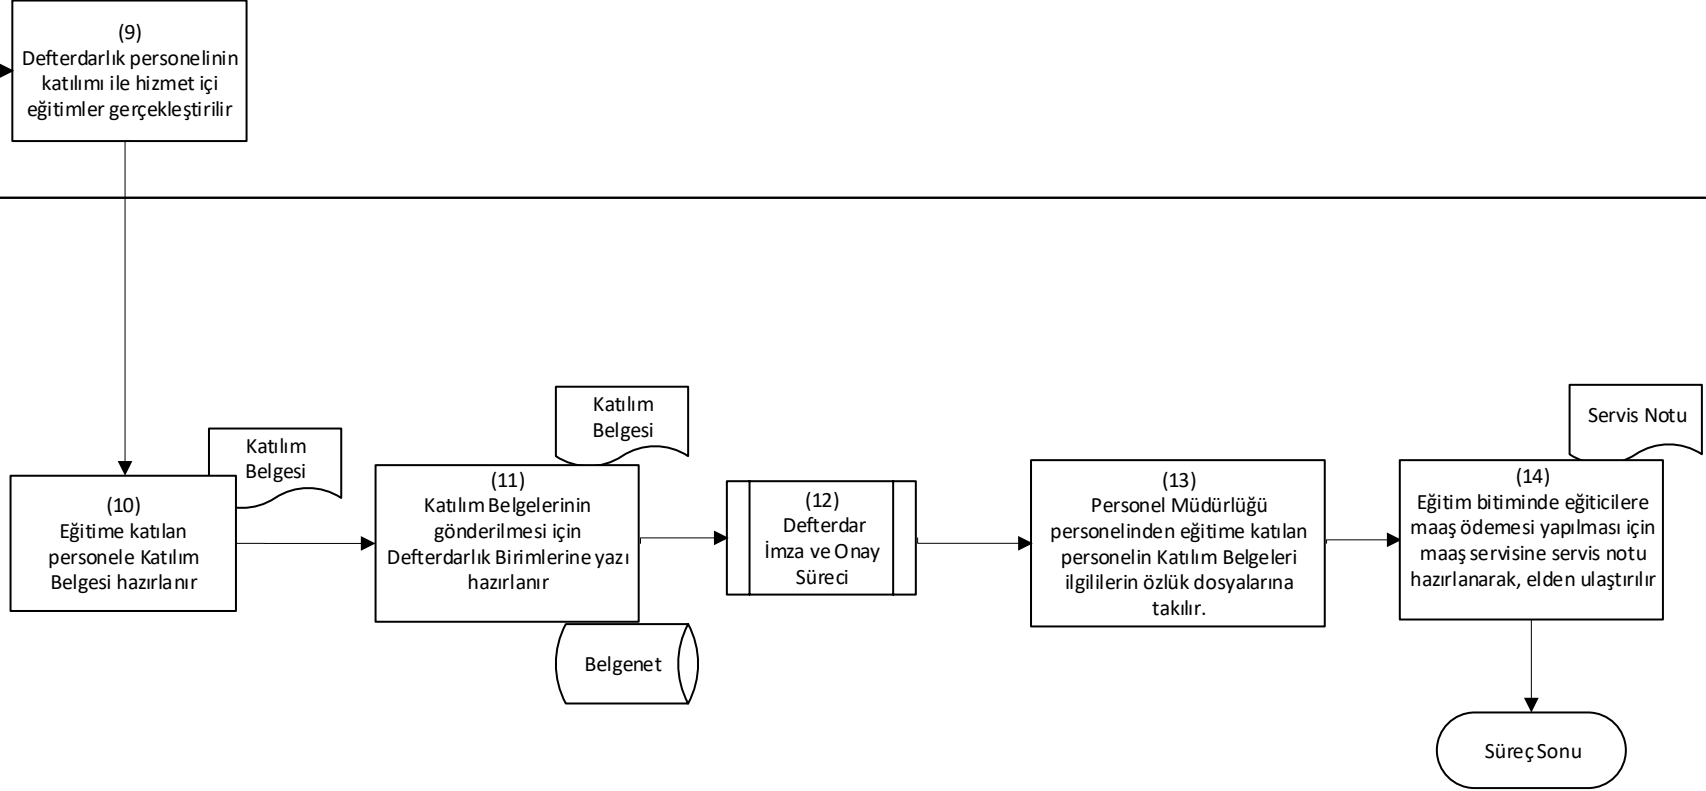 (9)
Defterdarlık personelinin
katılımı ile hizmet içi
eğitimler gerçekleştirilir
Katılım
Belgesi
(10)
Eğitime katılan
personele Katılım
Belgesi hazırlanır
Katılım
Belgesi
(11)
Katılım Belgelerinin
gönderilmesi için
Defterdarlık Birimlerine yazı
hazırlanır
Belgenet
(12)
Defterdar
İmza ve Onay
Süreci
(13)
Personel Müdürlüğü
personelinden eğitime katılan
personelin Katılım Belgeleri
ilgililerin özlük dosyalarına
takılır.
Servis Notu
(14)
Eğitim bitiminde eğiticilere
maaş ödemesi yapılması için
maaş servisine servis notu
hazırlanarak, elden ulaştırılır
Süreç Sonu